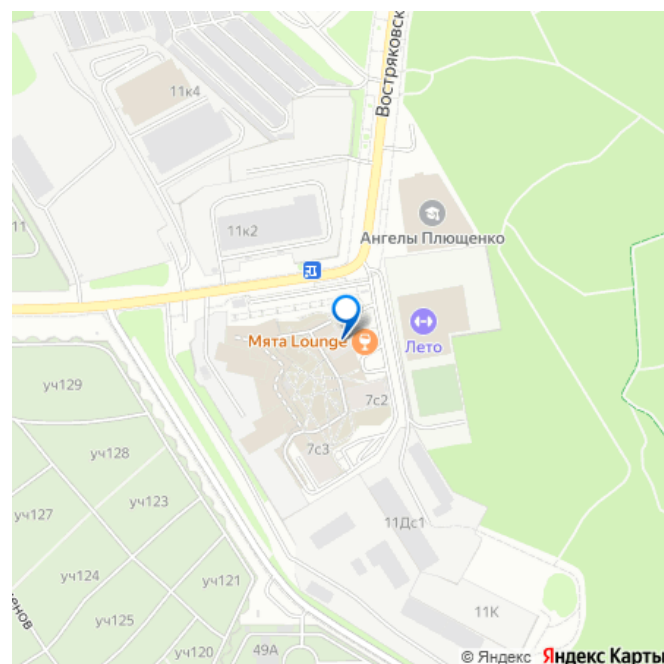 Востряковск
11к4
11
11к2
Ангелы Плющенко
Мята Lounge
Лето
уч129
7с2
7с3
уч128
уч123
уч127
11Дс1
уч124
уч121
енов
уч125
11К
уч120
49А
© Яндекс Яндекс Карты